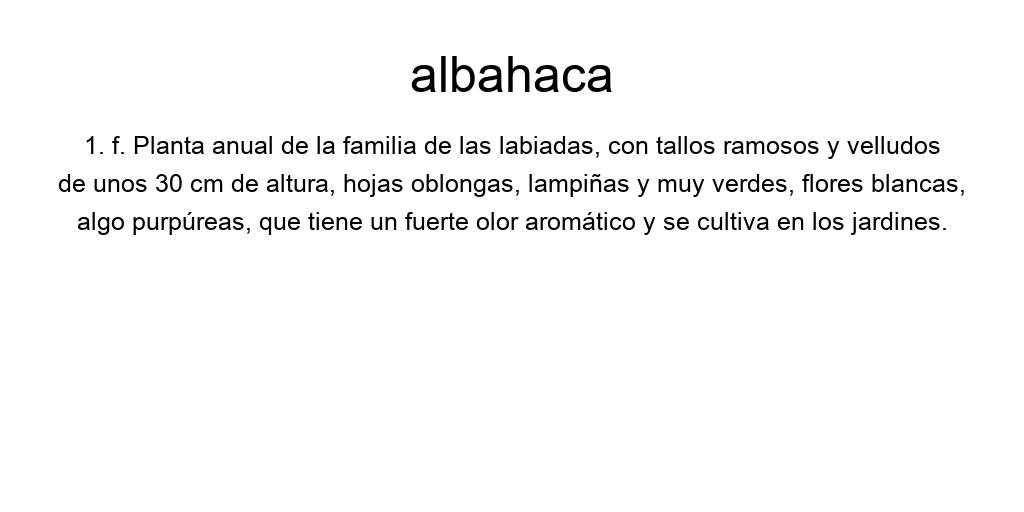 albahaca
1. f. Planta anual de la familia de las labiadas, con tallos ramosos y velludos
de unos 30 cm de altura, hojas oblongas, lampiñas y muy verdes, flores blancas,
algo purpúreas, que tiene un fuerte olor aromático y se cultiva en los jardines.